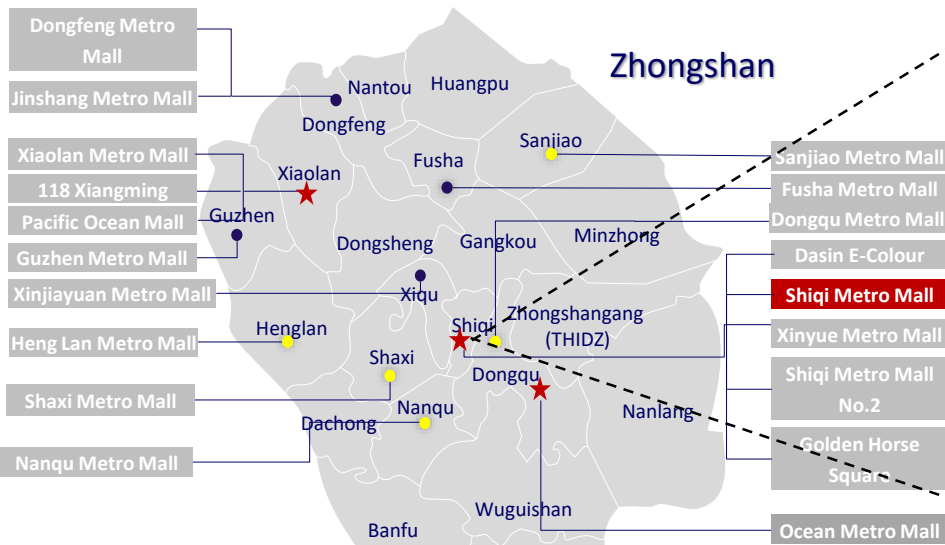 Dongfeng Metro
Mall
Jinshang Metro Mall
Xiaolan Metro Mall
118 Xiangming
Pacific Ocean Mall
Guzhen Metro Mall
Xinjiayuan Metro Mall
Heng Lan Metro Mall
Shaxi Metro Mall
Nanqu Metro Mall
Zhongshan
Huangpu
Nantou
Dongfeng
Sanjiao
Fusha
Xiaolan
Guzhen
Dongsheng
Gangkou
Minzhong
Xiqu
Henglan
Shiqi
Zhongshangang
(THIDZ)
Shaxi
Dongqu
Nanqu
Dachong
Nanlang
Wuguishan
Banfu
Sanjiao Metro Mall
Fusha Metro Mall
Dongqu Metro Mall
Dasin E-Colour
Shiqi Metro Mall
Xinyue Metro Mall
Shiqi Metro Mall
No.2
Golden Horse
Square
Ocean Metro Mall